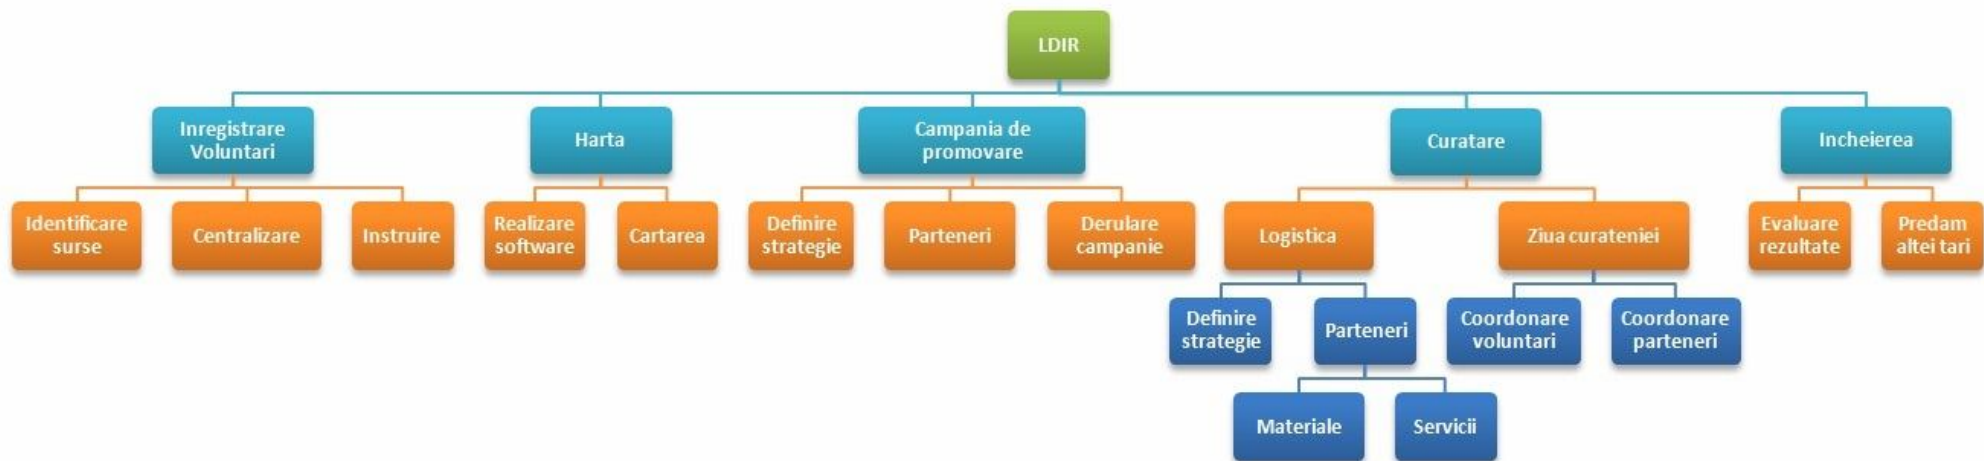 LDIR
Inregistrare
Voluntari
Harta
Campania de
promovare
Curatare
Incheierea
Identificare
surse
Centralizare
Instruire
Realizare
software
Cartarea
Definire
strategie
Parteneri
Derulare
campanie
Logistica
Ziua curateniei
Evaluare
rezultate
Predam
altei tari
Definire
strategie
Parteneri
Coordonare
voluntari
Coordonare
parteneri
Materiale
Servicii